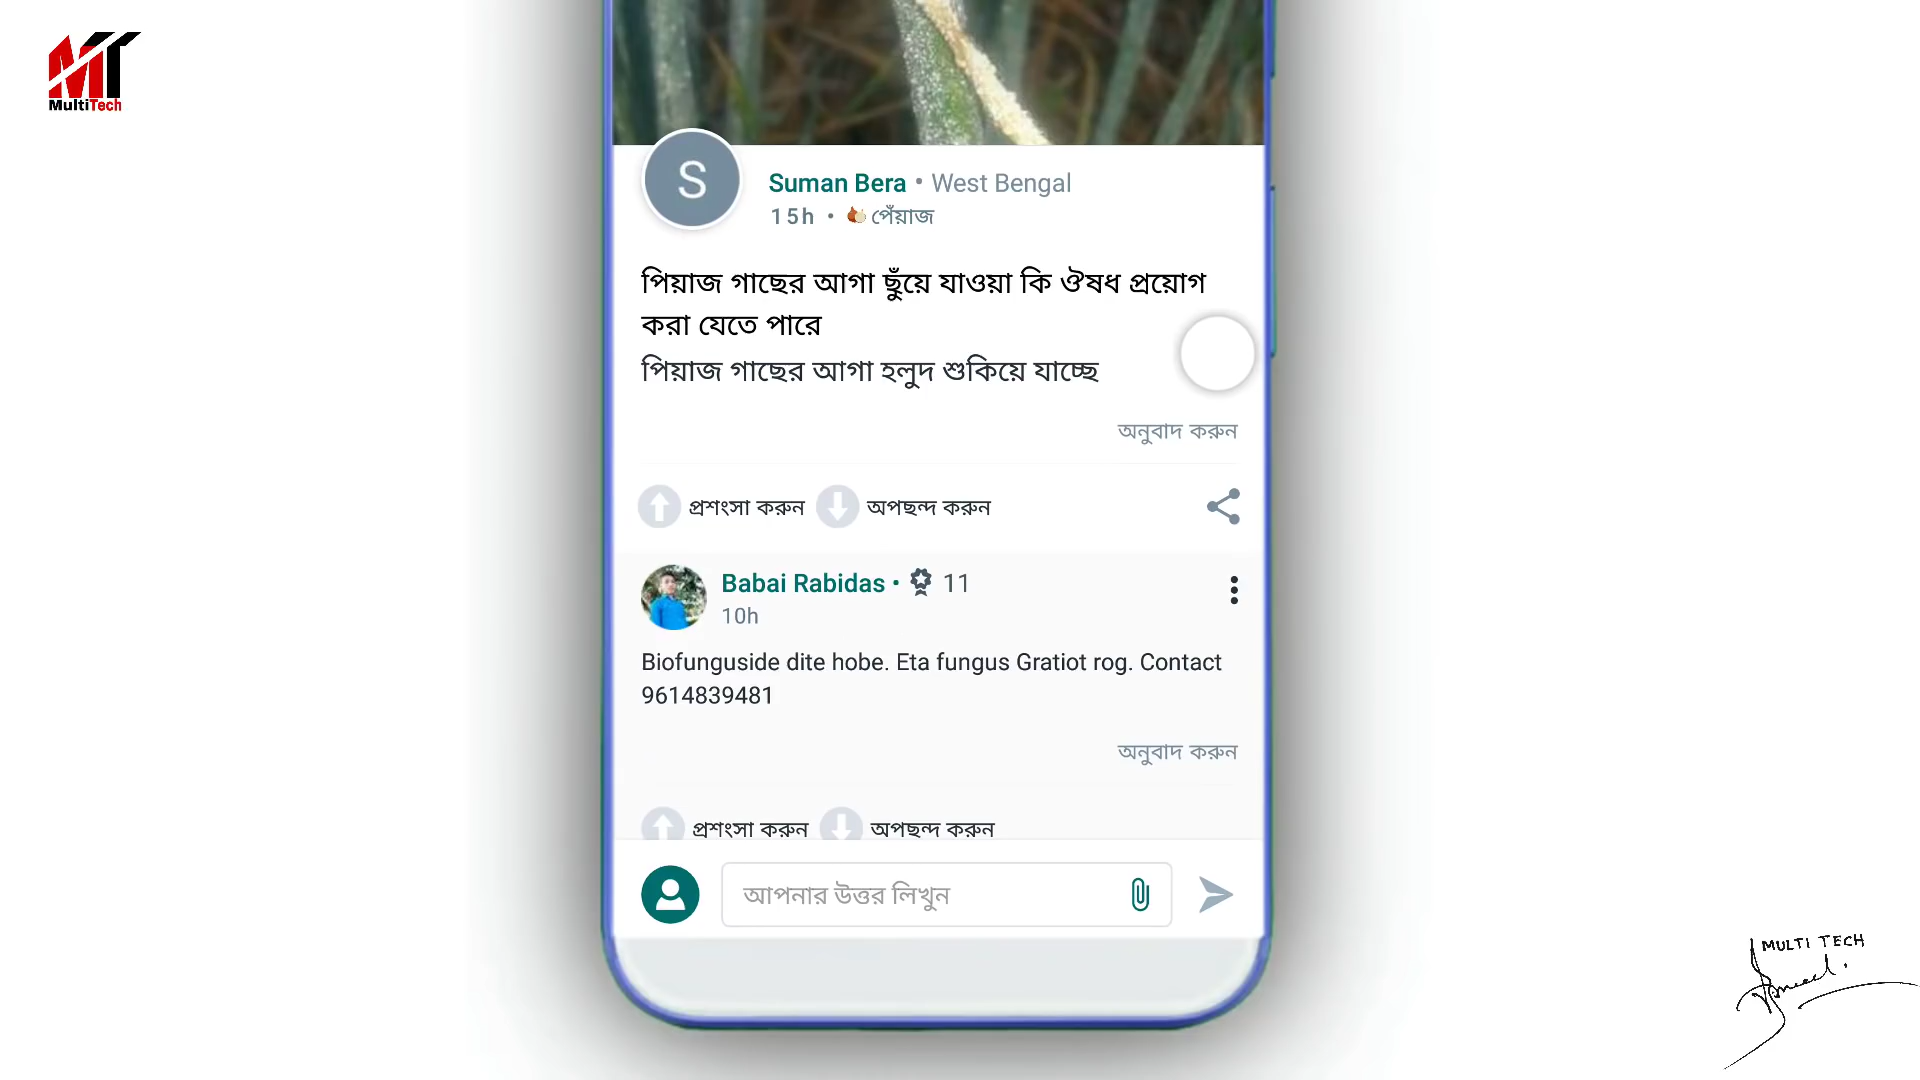 MultiTech
S
Suman Bera • West Bengal
15h • পেঁয়াজ
পিয়াজ গাছের আগা ছুঁয়ে যাওয়া কি ঔষধ প্রয়োগ
করা যেতে পারে
পিয়াজ গাছের আগা হলুদ শুকিয়ে যাচ্ছে
অনুবাদ করুন
প্রশংসা করুন অপছন্দ করুন
Babai Rabidas • 11
10h
Biofunguside dite hobe. Eta fungus Gratiot rog. Contact
9614839481
অনুবাদ করুন
প্রশংসা করুন অপছন্দ করুন
আপনার উত্তর লিখুন
MULTI TECH